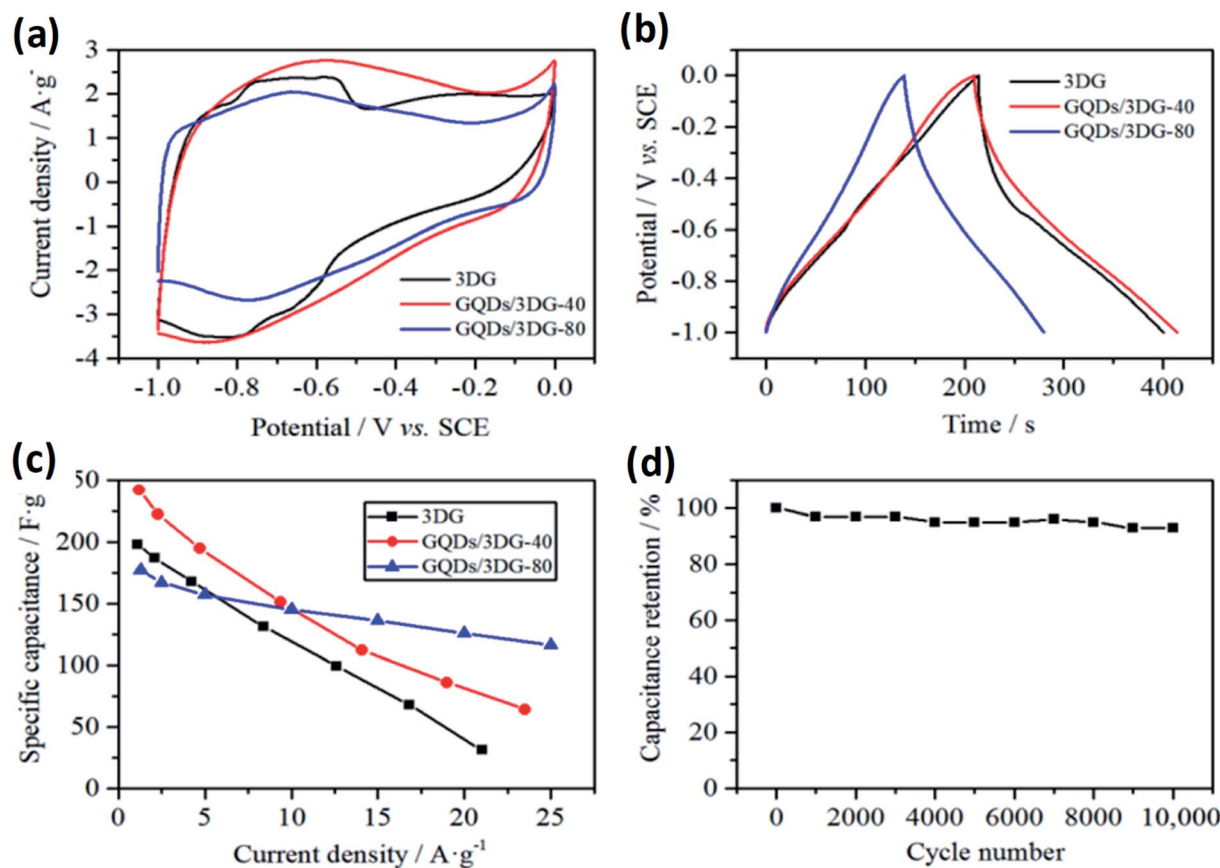 (a)
3
2
1
0
-1
-2
-3
-4
Current density / A·g⁻
3DG
GQDs/3DG-40
GQDs/3DG-80
-1.0 -0.8 -0.6 -0.4 -0.2 0.0
Potential / V vs. SCE
(b)
0.0
-0.2
-0.4
-0.6
-0.8
-1.0
Potential / V vs. SCE
3DG
GQDs/3DG-40
GQDs/3DG-80
0 100 200 300 400
Time / s
(c)
50
200
150
100
50
0
Specific capacitance / F·g
3DG
GQDs/3DG-40
GQDs/3DG-80
0 5 10 15 20 25
Current density / A·g⁻¹
(d)
100
80
60
40
20
0
Capacitance retention / %
0 2000 4000 6000 8000 10,000
Cycle number